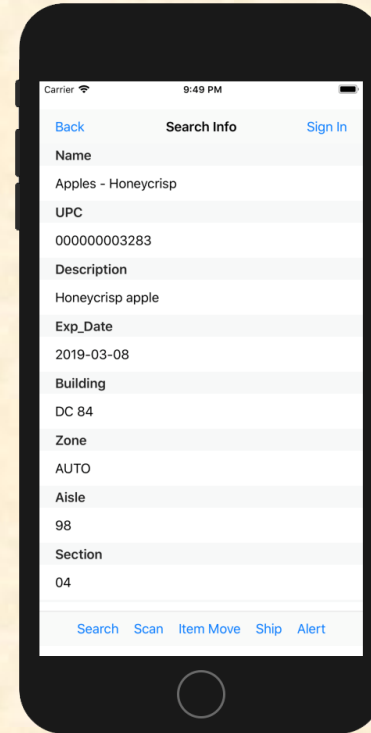 Carrier 9:49 PM
Back Search Info Sign In
Name
Apples - Honeycrisp
UPC
000000003283
Description
Honeycrisp apple
Exp_Date
2019-03-08
Building
DC 84
Zone
AUTO
Aisle
98
Section
04
Search Scan Item Move Ship Alert